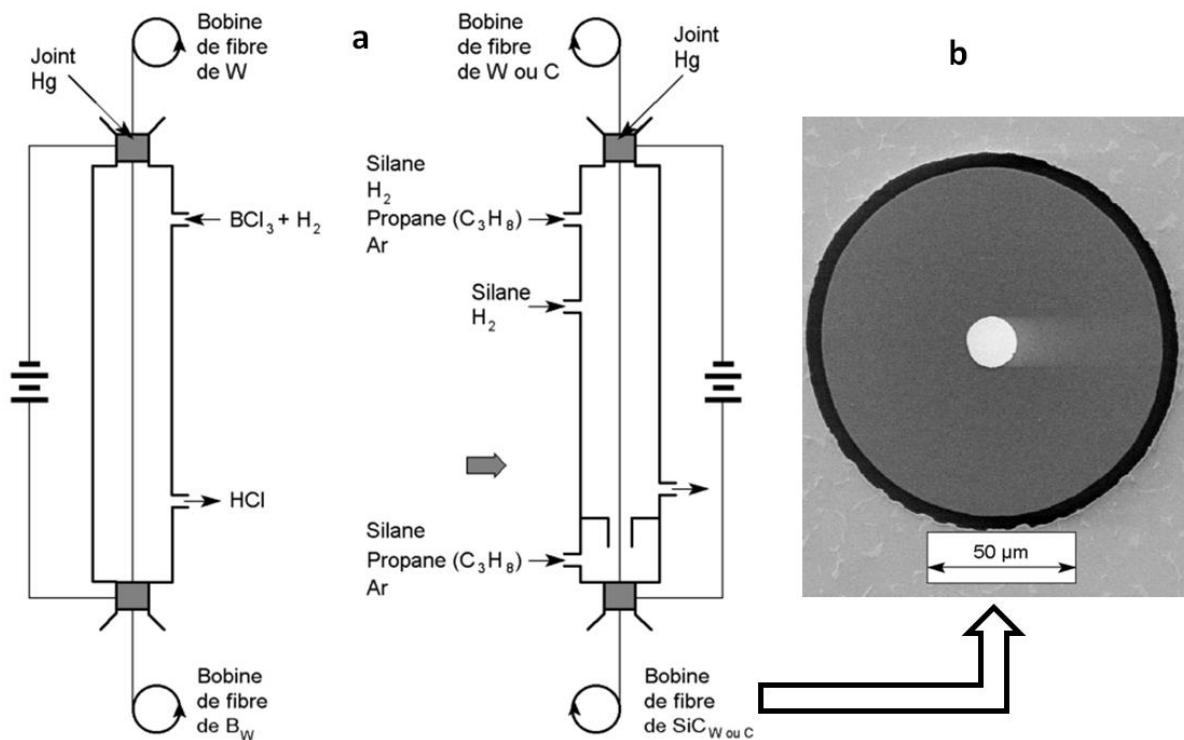 Bobine
de fibre
de W
a
Joint
Hg
BCl₃ + H₂
HCl
Bobine
de fibre
de B_W
Bobine
de fibre
de W ou C
Joint
Hg
Silane
H₂
Propane (C₃H₈)
Ar
Silane
H₂
Silane
Propane (C₃H₈)
Ar
Bobine
de fibre
de SiC_W ou C
b
50 µm